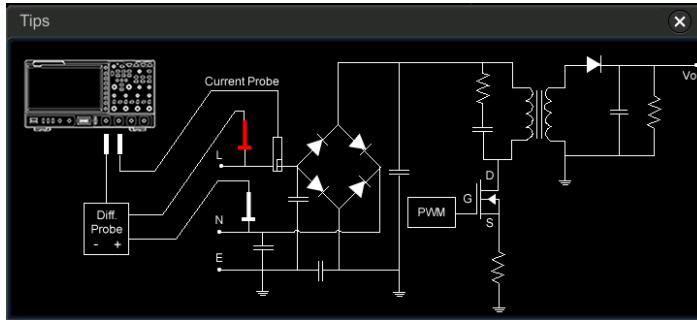 Tips
Current Probe
Vo
L
D
G
PWM
S
Diff.
Probe
- +
N
E